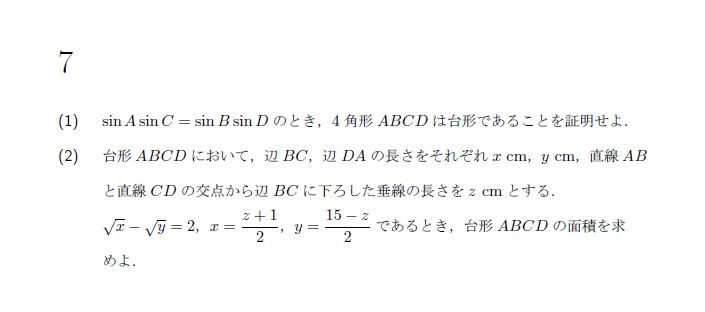 7
(1) sin A sin C = sin B sin D のとき，4 角形 ABCD は台形であることを証明せよ．
(2) 台形 ABCD において，辺 BC，辺 DA の長さをそれぞれ x cm，y cm，直線 AB
と直線 CD の交点から辺 BC に下ろした垂線の長さを z cm とする．
√x − √y = 2，x = (z + 1)/2，y = (15 − z)/2 であるとき，台形 ABCD の面積を求
めよ．